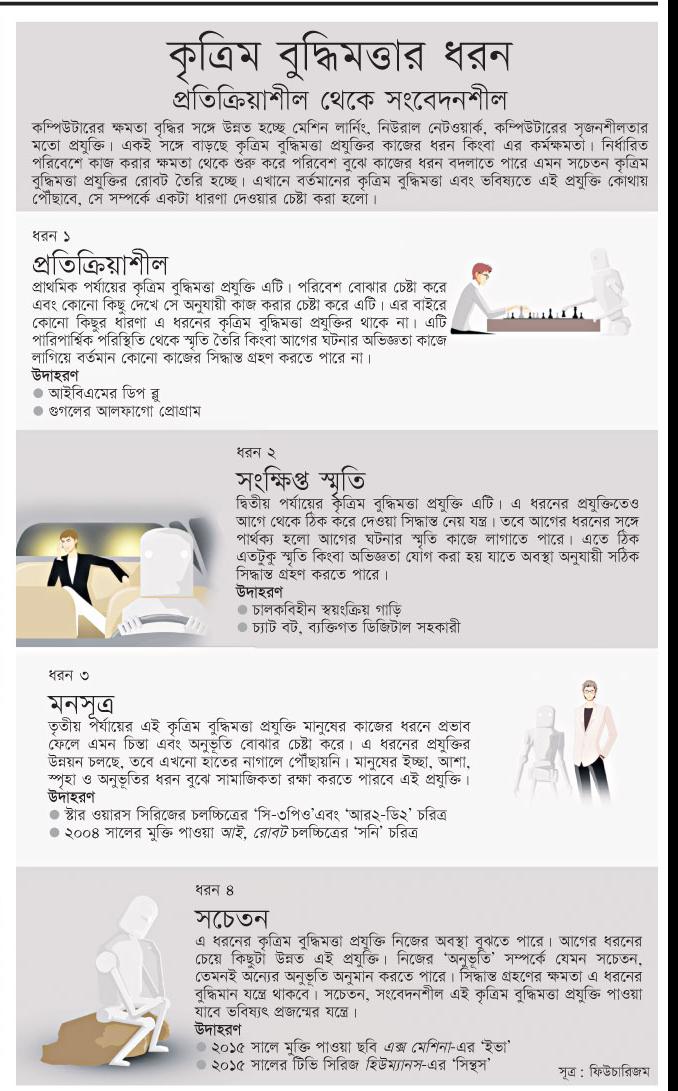 কৃত্রিম বুদ্ধিমত্তার ধরন
প্রতিক্রিয়াশীল থেকে সংবেদনশীল
কম্পিউটারের ক্ষমতা বৃদ্ধির সঙ্গে উন্নত হচ্ছে মেশিন লার্নিং, নিউরাল নেটওয়ার্ক, কম্পিউটারের সৃজনশীলতার
মতো প্রযুক্তি। একই সঙ্গে বাড়ছে কৃত্রিম বুদ্ধিমত্তা প্রযুক্তির কাজের ধরন কিংবা এর কর্মক্ষমতা। নির্ধারিত
পরিবেশে কাজ করার ক্ষমতা থেকে শুরু করে পরিবেশ বুঝে কাজের ধরন বদলাতে পারে এমন সচেতন কৃত্রিম
বুদ্ধিমত্তা প্রযুক্তির রোবট তৈরি হচ্ছে। এখানে বর্তমানের কৃত্রিম বুদ্ধিমত্তা এবং ভবিষ্যতে এই প্রযুক্তি কোথায়
পৌঁছাবে, সে সম্পর্কে একটা ধারণা দেওয়ার চেষ্টা করা হলো।
ধরন ১
প্রতিক্রিয়াশীল
প্রাথমিক পর্যায়ের কৃত্রিম বুদ্ধিমত্তা প্রযুক্তি এটি। পরিবেশ বোঝার চেষ্টা করে
এবং কোনো কিছু দেখে সে অনুযায়ী কাজ করার চেষ্টা করে এটি। এর বাইরে
কোনো কিছুর ধারণা এ ধরনের কৃত্রিম বুদ্ধিমত্তা প্রযুক্তির থাকে না। এটি
পারিপার্শ্বিক পরিস্থিতি থেকে স্মৃতি তৈরি কিংবা আগের ঘটনার অভিজ্ঞতা কাজে
লাগিয়ে বর্তমান কোনো কাজের সিদ্ধান্ত গ্রহণ করতে পারে না।
উদাহরণ
● আইবিএমের ডিপ ব্লু
● গুগলের আলফাগো প্রোগ্রাম
ধরন ২
সংক্ষিপ্ত স্মৃতি
দ্বিতীয় পর্যায়ের কৃত্রিম বুদ্ধিমত্তা প্রযুক্তি এটি। এ ধরনের প্রযুক্তিতেও
আগে থেকে ঠিক করে দেওয়া সিদ্ধান্ত নেয় যন্ত্র। তবে আগের ধরনের সঙ্গে
পার্থক্য হলো আগের ঘটনার স্মৃতি কাজে লাগাতে পারে। এতে ঠিক
এতটুকু স্মৃতি কিংবা অভিজ্ঞতা যোগ করা হয় যাতে অবস্থা অনুযায়ী সঠিক
সিদ্ধান্ত গ্রহণ করতে পারে।
উদাহরণ
● চালকবিহীন স্বয়ংক্রিয় গাড়ি
● চ্যাট বট, ব্যক্তিগত ডিজিটাল সহকারী
ধরন ৩
মনসূত্র
তৃতীয় পর্যায়ের এই কৃত্রিম বুদ্ধিমত্তা প্রযুক্তি মানুষের কাজের ধরনে প্রভাব
ফেলে এমন চিন্তা এবং অনুভূতি বোঝার চেষ্টা করে। এ ধরনের প্রযুক্তির
উন্নয়ন চলছে, তবে এখনো হাতের নাগালে পৌঁছায়নি। মানুষের ইচ্ছা, আশা,
স্পৃহা ও অনুভূতির ধরন বুঝে সামাজিকতা রক্ষা করতে পারবে এই প্রযুক্তি।
উদাহরণ
● স্টার ওয়ারস সিরিজের চলচ্চিত্রের ‘সি-৩পিও’এবং ‘আর২-ডি২’ চরিত্র
● ২০০৪ সালের মুক্তি পাওয়া আই, রোবট চলচ্চিত্রের ‘সনি’ চরিত্র
ধরন ৪
সচেতন
এ ধরনের কৃত্রিম বুদ্ধিমত্তা প্রযুক্তি নিজের অবস্থা বুঝতে পারে। আগের ধরনের
চেয়ে কিছুটা উন্নত এই প্রযুক্তি। নিজের ‘অনুভূতি’ সম্পর্কে যেমন সচেতন,
তেমনই অন্যের অনুভূতি অনুমান করতে পারে। সিদ্ধান্ত গ্রহণের ক্ষমতা এ ধরনের
বুদ্ধিমান যন্ত্রে থাকবে। সচেতন, সংবেদনশীল এই কৃত্রিম বুদ্ধিমত্তা প্রযুক্তি পাওয়া
যাবে ভবিষ্যৎ প্রজন্মের যন্ত্রে।
উদাহরণ
● ২০১৫ সালে মুক্তি পাওয়া ছবি এক্স মেশিনা-এর ‘ইভা’
● ২০১৫ সালের টিভি সিরিজ হিউম্যানস-এর ‘সিন্থস’
সূত্র : ফিউচারিজম